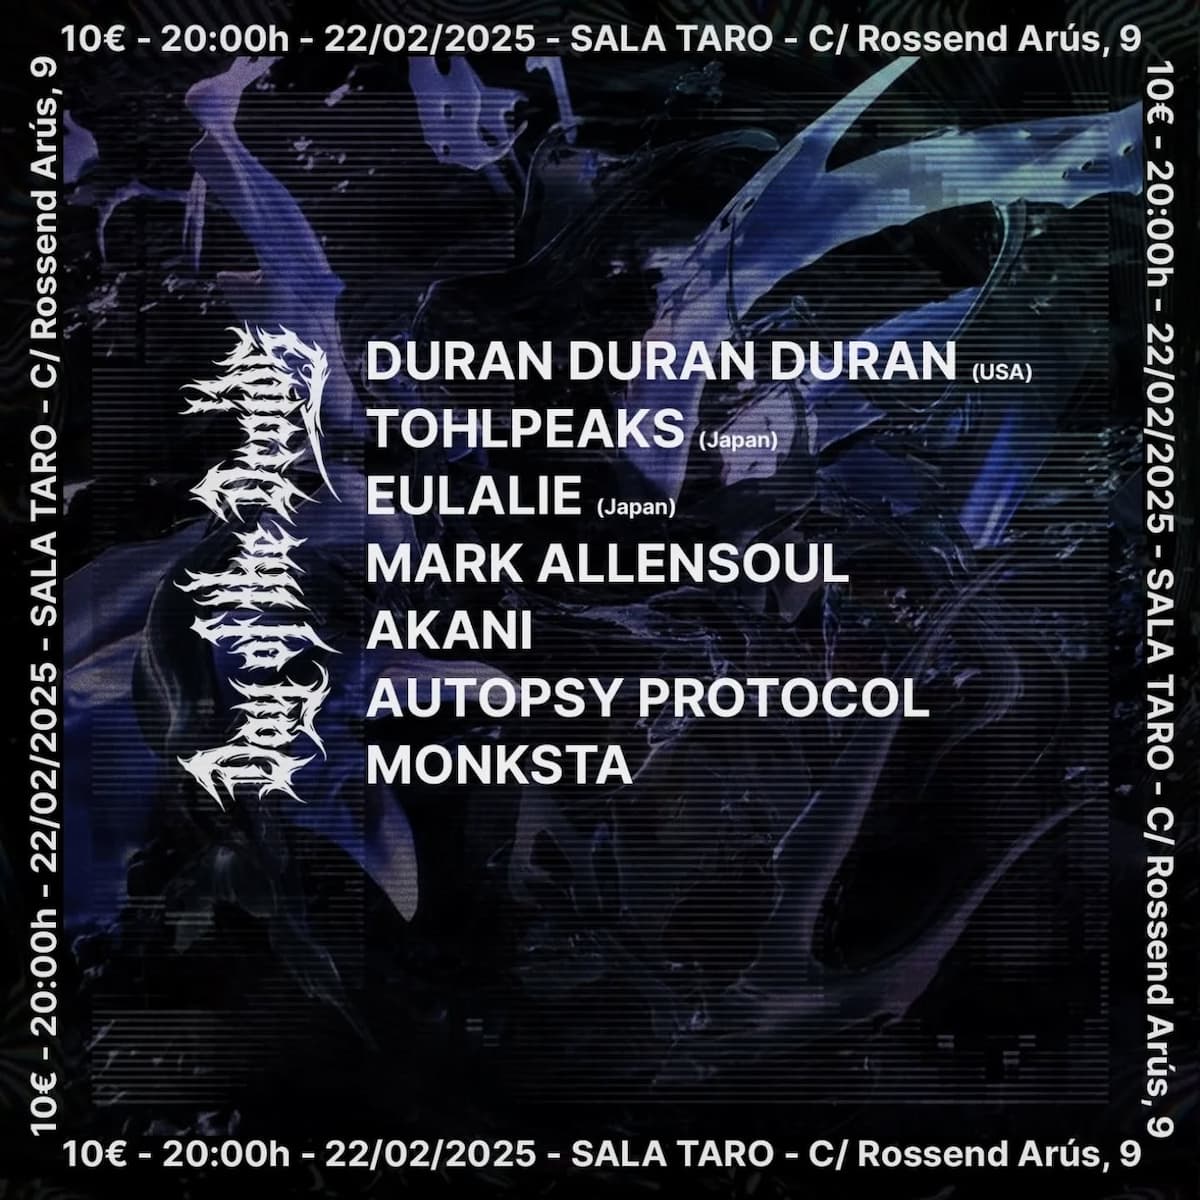 10€ - 20:00h - 22/02/2025 - SALA TARO - C/ Rossend Arús, 9
10€ - 20:00h - 22/02/2025 - SALA TARO - C/ Rossend Arús, 9
Day of the Droops
DURAN DURAN DURAN (USA)
TOHLPEAKS (Japan)
EULALIE (Japan)
MARK ALLENSOUL
AKANI
AUTOPSY PROTOCOL
MONKSTA
10€ - 20:00h - 22/02/2025 - SALA TARO - C/ Rossend Arús, 9
10€ - 20:00h - 22/02/2025 - SALA TARO - C/ Rossend Arús, 9